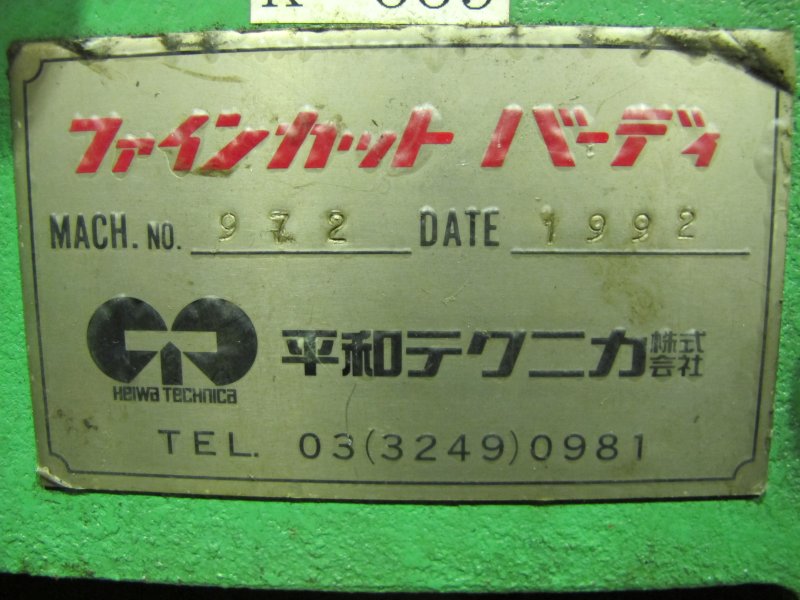 ファインカット バーディ
MACH. NO. 972 DATE 1992
Heiwa Technica
平和テクニカ株式会社
TEL. 03(3249)0981